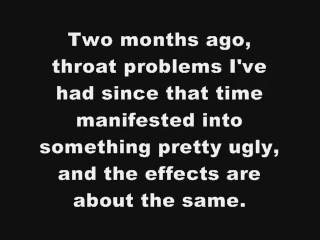 Two months ago,
throat problems I've
had since that time
manifested into
something pretty ugly,
and the effects are
about the same.